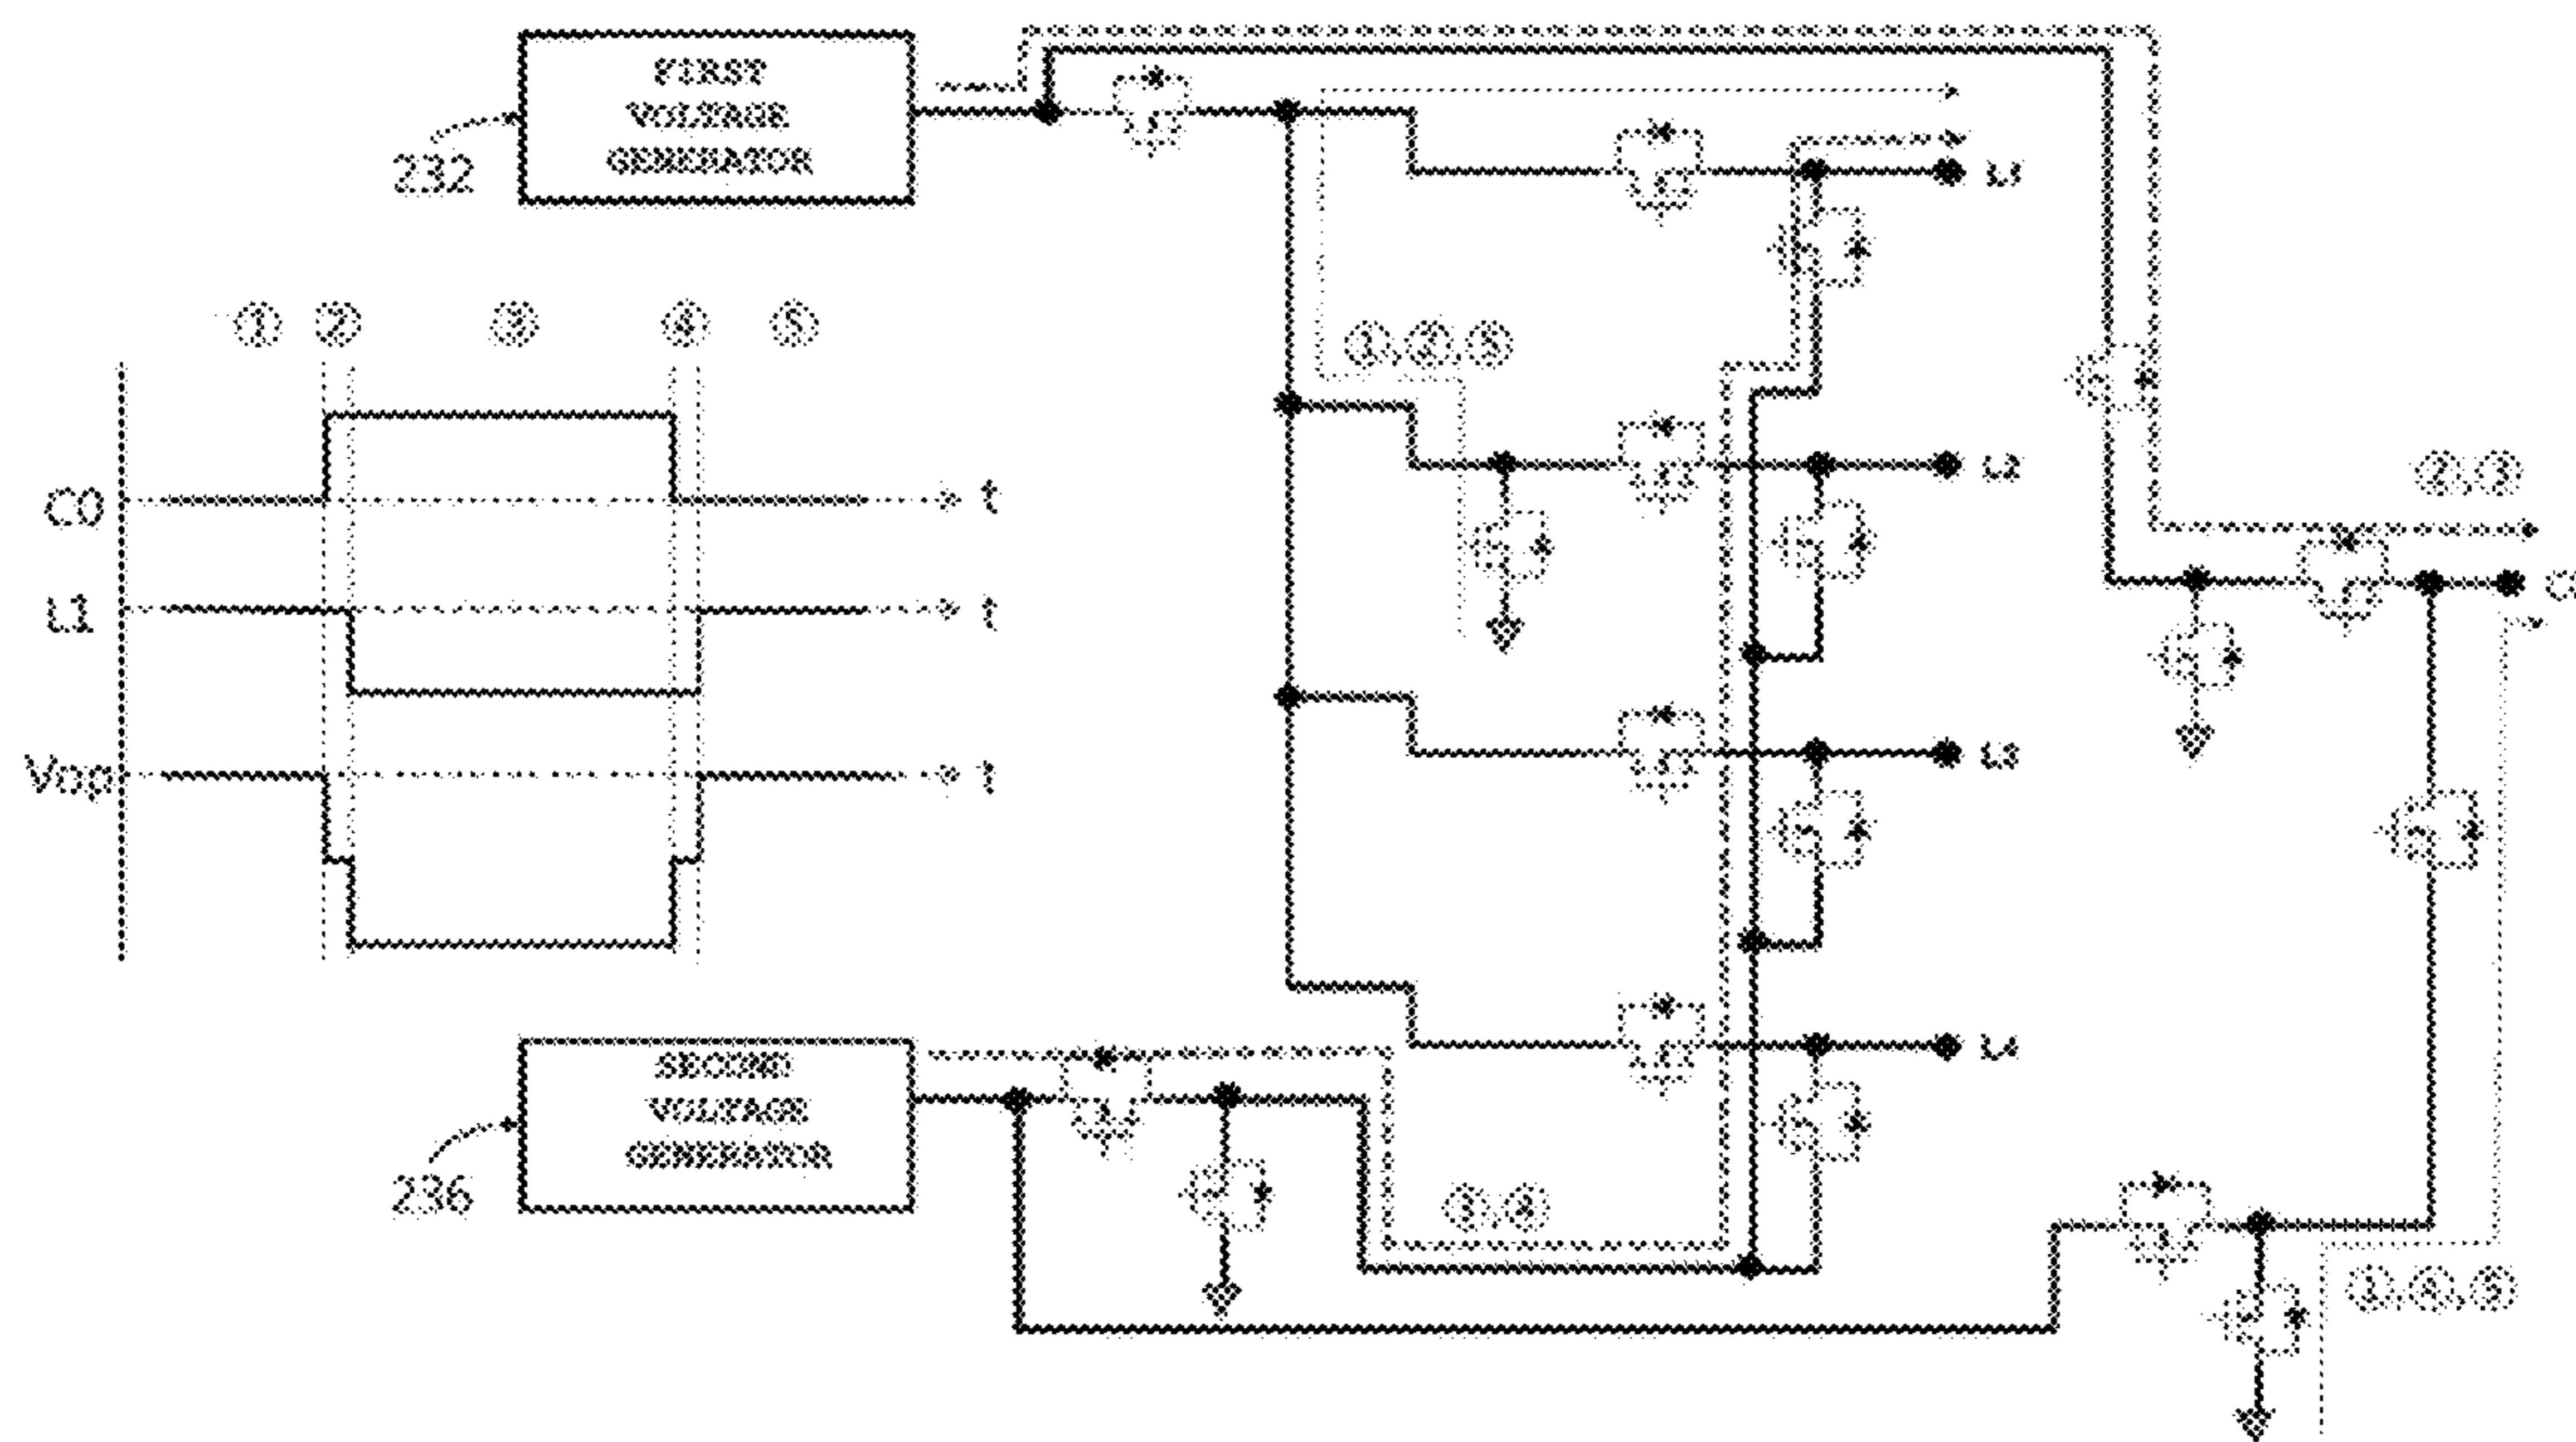 FIRST
VOLTAGE
GENERATOR
232
L1
① ② ③ ④ ⑤
①,②,⑤
C0
t
L2
②,③
L1
t
L3
Vop
t
L4
SECOND
VOLTAGE
GENERATOR
236
③,④
①,④,⑤